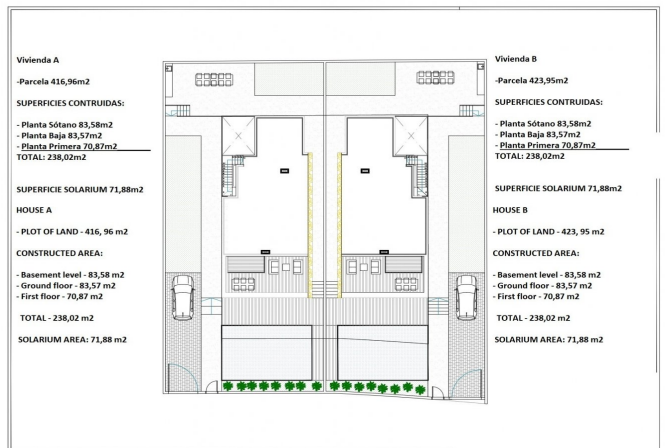 Vivienda A
-Parcela 416,96m2
SUPERFICIES CONTRUIDAS:
- Planta Sótano 83,58m2
- Planta Baja 83,57m2
- Planta Primera 70,87m2
TOTAL: 238,02m2
SUPERFICIE SOLARIUM 71,88m2
HOUSE A
- PLOT OF LAND - 416, 96 m2
CONSTRUCTED AREA:
- Basement level - 83,58 m2
- Ground floor - 83,57 m2
- First floor - 70,87 m2
TOTAL - 238,02 m2
SOLARIUM AREA: 71,88 m2
Vivienda B
-Parcela 423,95m2
SUPERFICIES CONTRUIDAS:
- Planta Sótano 83,58m2
- Planta Baja 83,57m2
- Planta Primera 70,87m2
TOTAL: 238,02m2
SUPERFICIE SOLARIUM 71,88m2
HOUSE B
- PLOT OF LAND - 423, 95 m2
CONSTRUCTED AREA:
- Basement level - 83,58 m2
- Ground floor - 83,57 m2
- First floor - 70,87 m2
TOTAL - 238,02 m2
SOLARIUM AREA: 71,88 m2